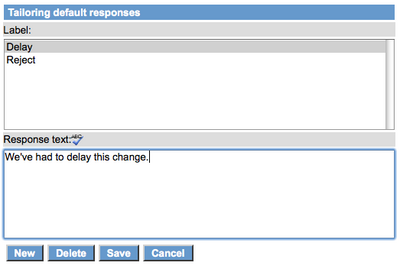 Tailoring default responses
Label:
Delay
Reject
Response text: ABC
We've had to delay this change.
New Delete Save Cancel